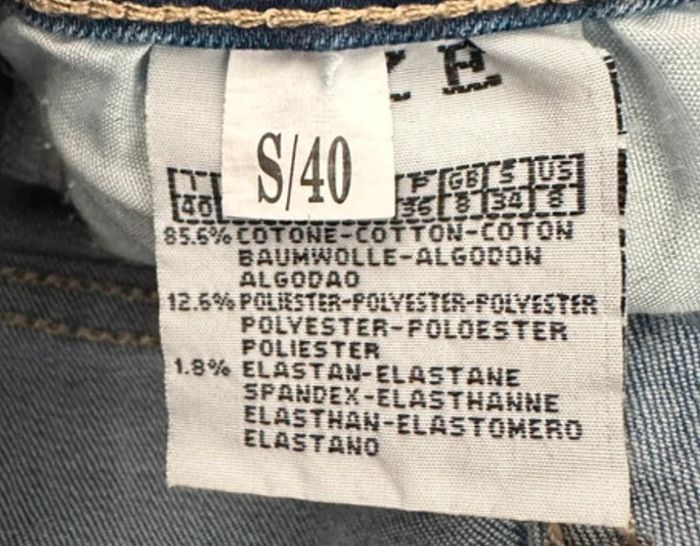 S/40
I P GB S US
40 36 8 34 8
85.6% COTONE-COTTON-COTON
BAUMWOLLE-ALGODON
ALGODAO
12.6% POLIESTER-POLYESTER-POLYESTER
POLYESTER-POLOESTER
POLIESTER
1.8% ELASTAN-ELASTANE
SPANDEX-ELASTHANNE
ELASTHAN-ELASTOMERO
ELASTANO